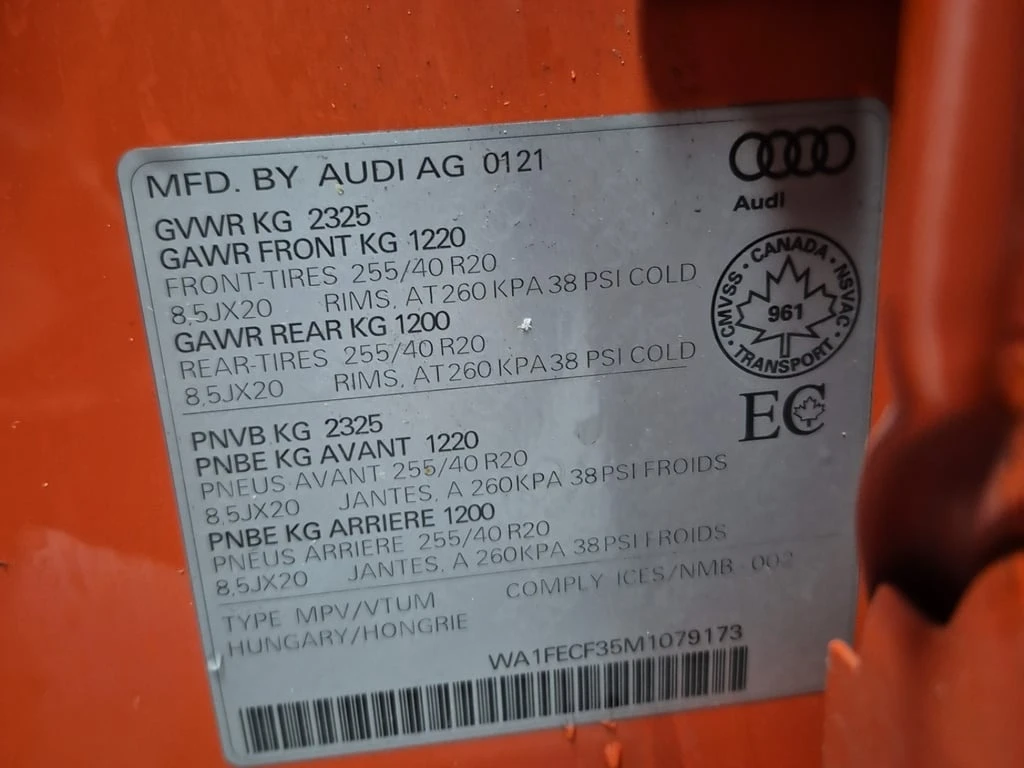 MFD. BY AUDI AG 0121
Audi
GVWR KG 2325
GAWR FRONT KG 1220
FRONT-TIRES 255/40 R20
8,5JX20 RIMS, AT 260 KPA 38 PSI COLD
GAWR REAR KG 1200
REAR-TIRES 255/40 R20
8,5JX20 RIMS, AT 260 KPA 38 PSI COLD
CANADA · NSVAC · TRANSPORT · CMVSS ·
961
EC
PNVB KG 2325
PNBE KG AVANT 1220
PNEUS AVANT 255/40 R20
8,5JX20 JANTES, A 260KPA 38PSI FROIDS
PNBE KG ARRIERE 1200
PNEUS ARRIERE 255/40 R20
8,5JX20 JANTES, A 260KPA 38PSI FROIDS
TYPE MPV/VTUM COMPLY ICES/NMB-002
HUNGARY/HONGRIE
WA1FECF35M1079173